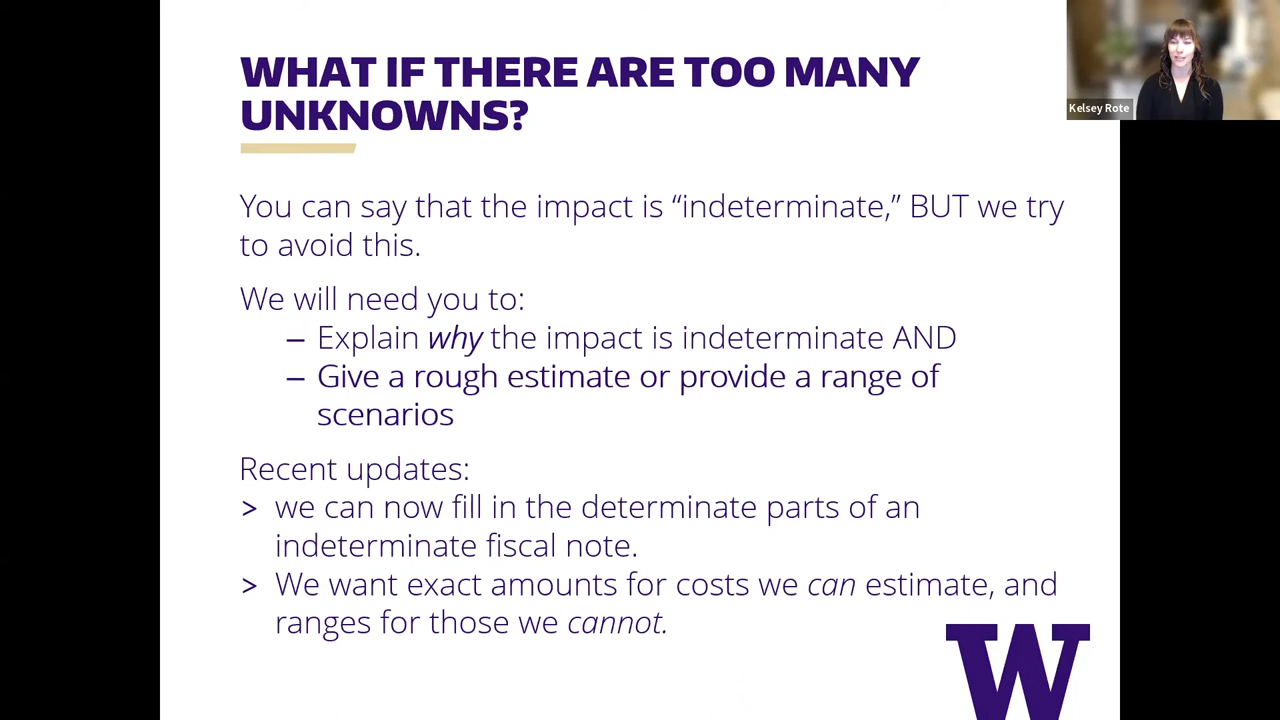 WHAT IF THERE ARE TOO MANY
UNKNOWNS?
Kelsey Rote
You can say that the impact is “indeterminate,” BUT we try
to avoid this.
We will need you to:
– Explain why the impact is indeterminate AND
– Give a rough estimate or provide a range of
scenarios
Recent updates:
> we can now fill in the determinate parts of an
indeterminate fiscal note.
> We want exact amounts for costs we can estimate, and
ranges for those we cannot.
W